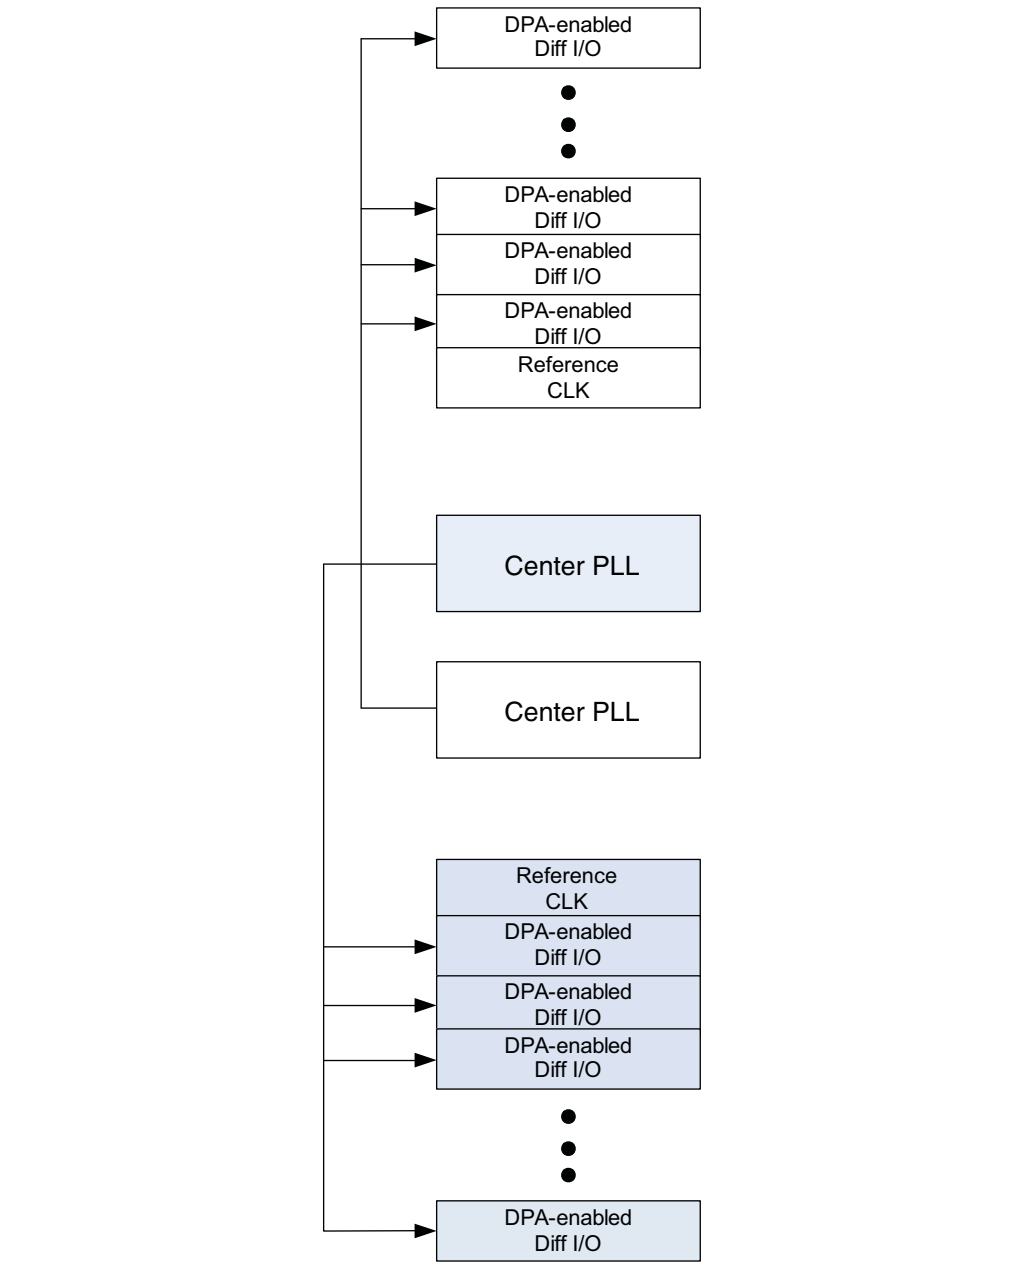 DPA-enabled
Diff I/O
DPA-enabled
Diff I/O
DPA-enabled
Diff I/O
DPA-enabled
Diff I/O
Reference
CLK
Center PLL
Center PLL
Reference
CLK
DPA-enabled
Diff I/O
DPA-enabled
Diff I/O
DPA-enabled
Diff I/O
DPA-enabled
Diff I/O